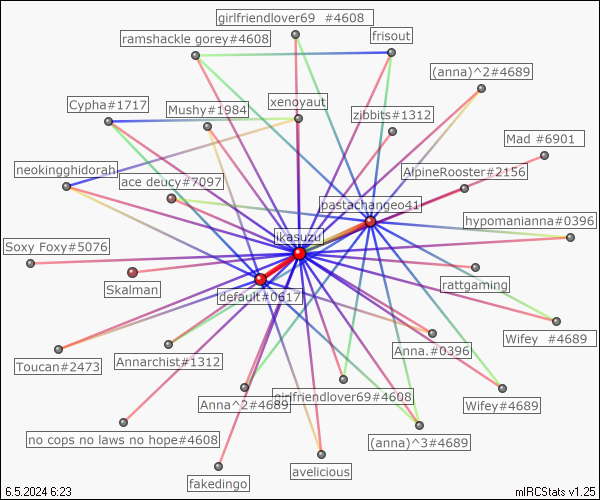 girlfriendlover69 #4608
ramshackle gorey#4608
frisout
(anna)^2#4689
Cypha#1717
Mushy#1984
xenoyaut
zibbits#1312
Mad #6901
neokingghidorah
ace deucy#7097
AlpineRooster#2156
pastachangeo41
hypomanianna#0396
Soxy Foxy#5076
ikasuzu
Skalman
default#0617
rattgaming
Wifey #4689
Toucan#2473
Annarchist#1312
Anna.#0396
Anna^2#4689
girlfriendlover69#4608
Wifey#4689
no cops no laws no hope#4608
(anna)^3#4689
fakedingo
avelicious
6.5.2024 6:23
mIRCStats v1.25